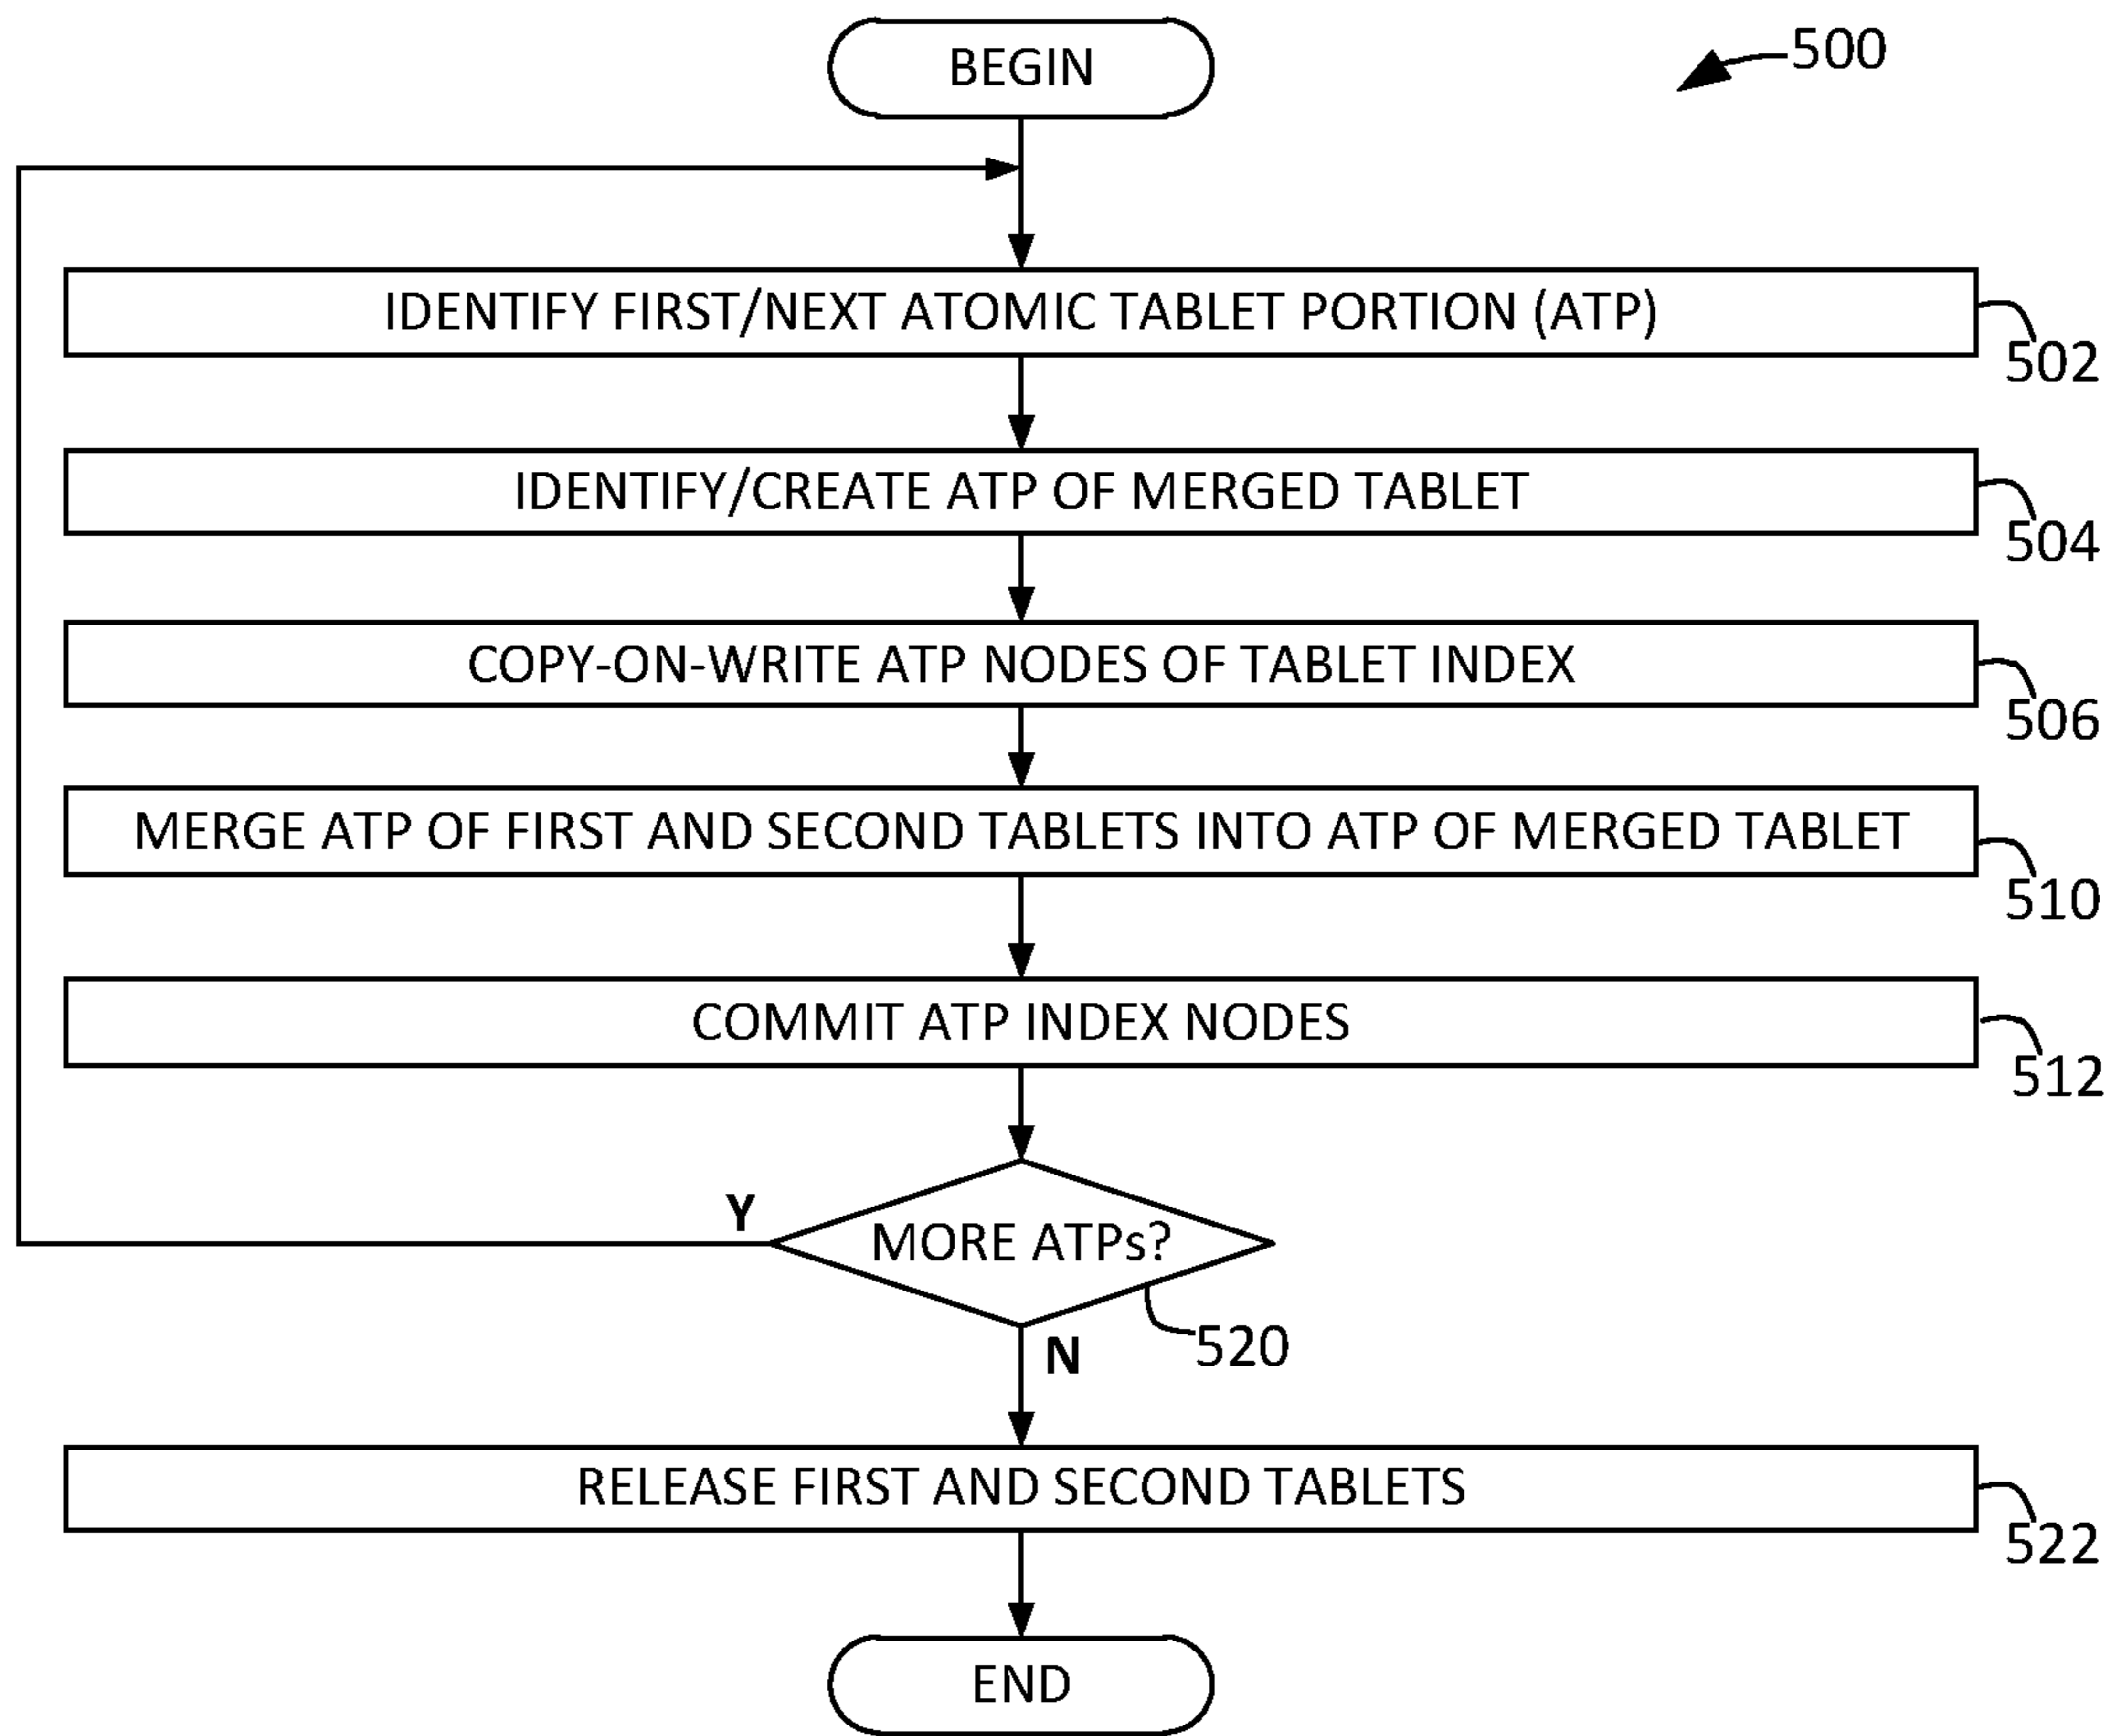 BEGIN
500
IDENTIFY FIRST/NEXT ATOMIC TABLET PORTION (ATP)
502
IDENTIFY/CREATE ATP OF MERGED TABLET
504
COPY-ON-WRITE ATP NODES OF TABLET INDEX
506
MERGE ATP OF FIRST AND SECOND TABLETS INTO ATP OF MERGED TABLET
510
COMMIT ATP INDEX NODES
512
Y
MORE ATPs?
520
N
RELEASE FIRST AND SECOND TABLETS
522
END